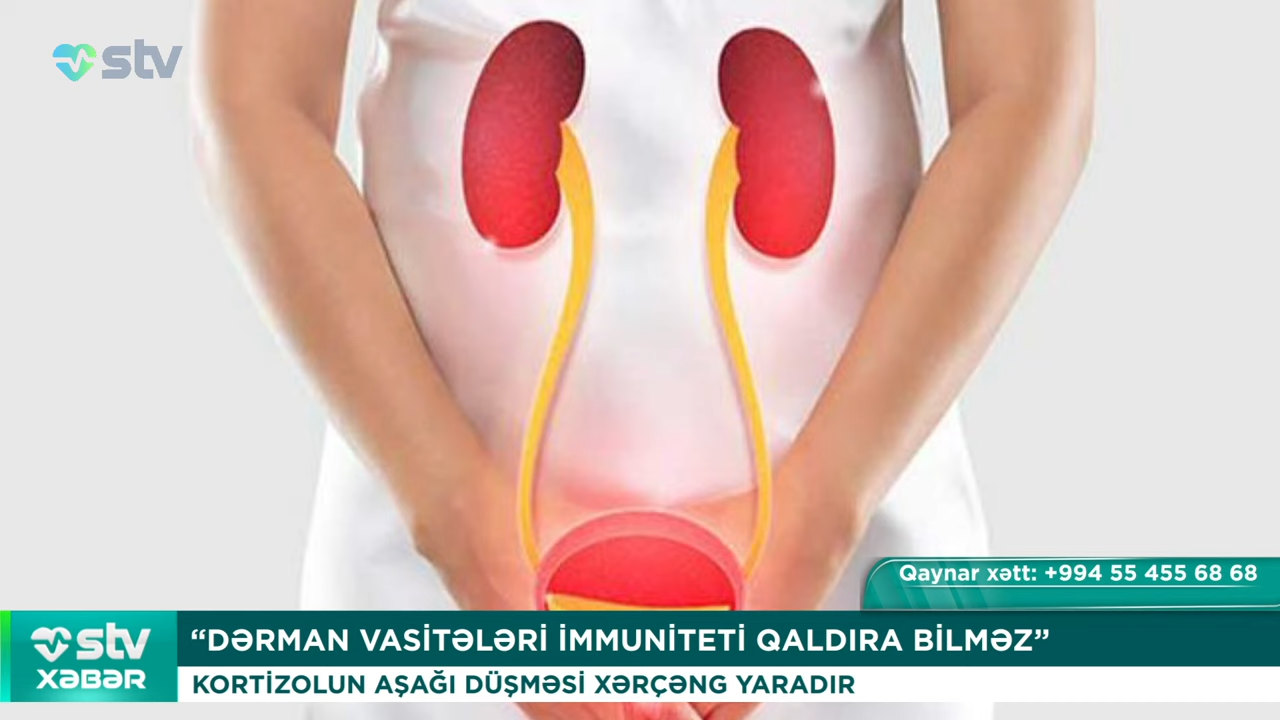 stv
Qaynar xətt: +994 55 455 68 68
stv
XƏBƏR
“DƏRMAN VASİTƏLƏRİ İMMUNİTETİ QALDIRA BİLMƏZ”
KORTİZOLUN AŞAĞI DÜŞMƏSİ XƏRÇƏNG YARADIR